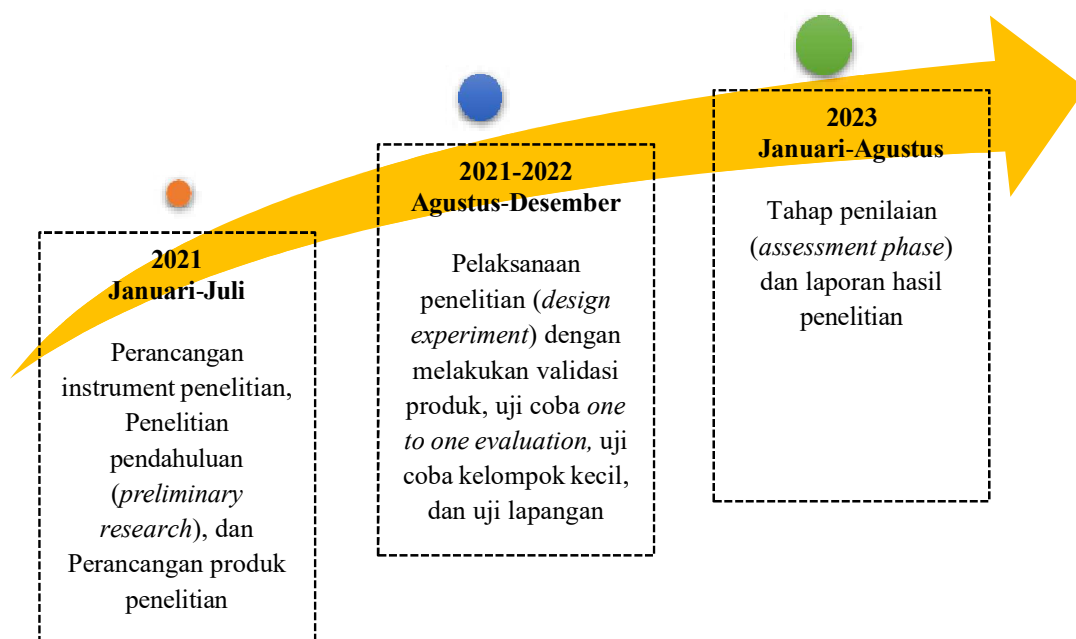 2021
Januari-Juli
Perancangan
instrument penelitian,
Penelitian
pendahuluan
(preliminary
research), dan
Perancangan produk
penelitian
2021-2022
Agustus-Desember
Pelaksanaan
penelitian (design
experiment) dengan
melakukan validasi
produk, uji coba one
to one evaluation, uji
coba kelompok kecil,
dan uji lapangan
2023
Januari-Agustus
Tahap penilaian
(assessment phase)
dan laporan hasil
penelitian